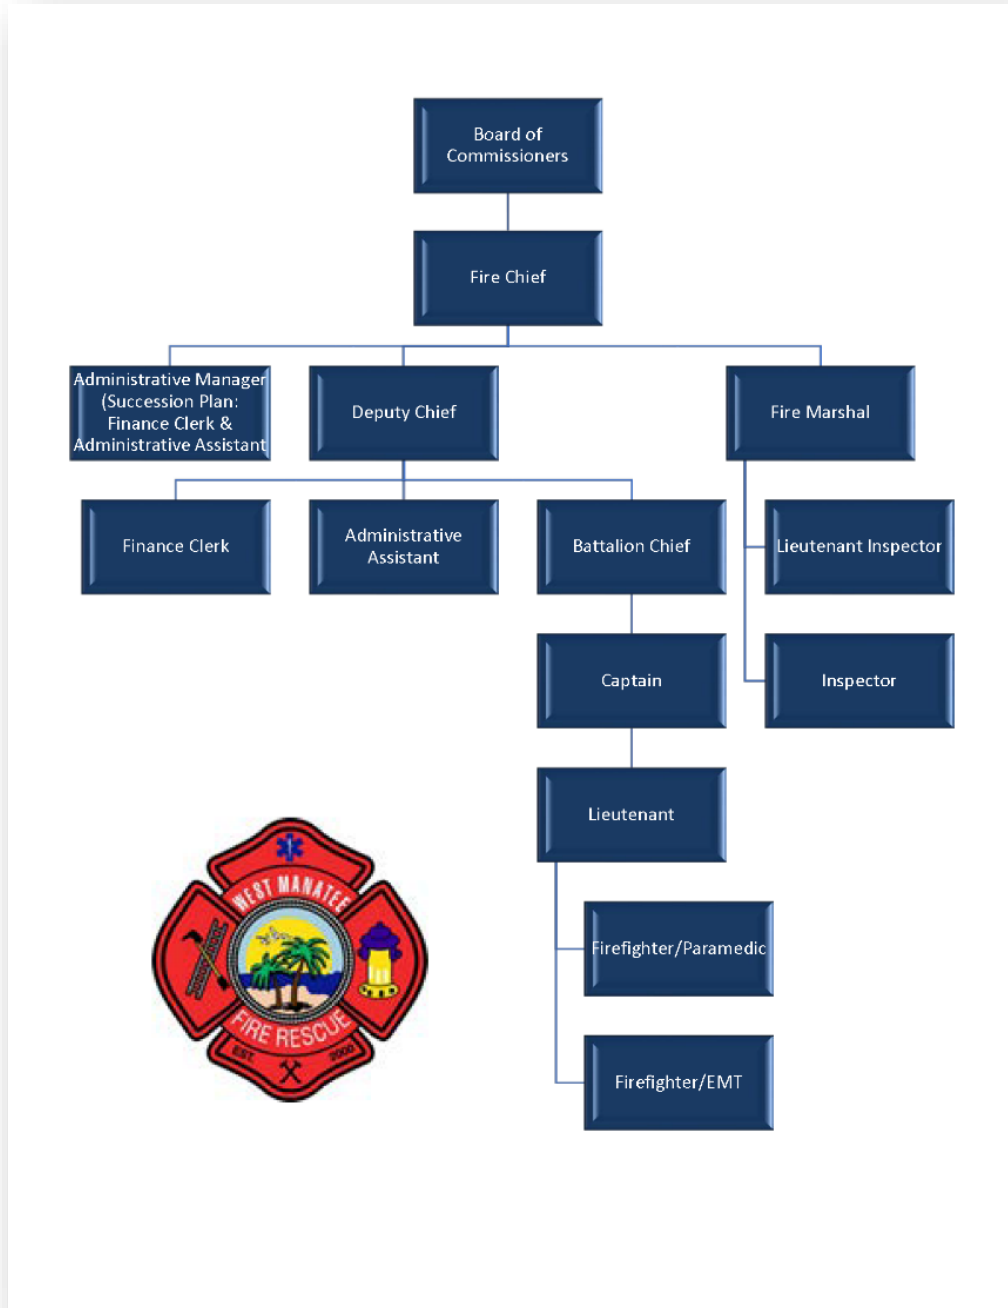 Board of
Commissioners
Fire Chief
Administrative Manager
(Succession Plan:
Finance Clerk &
Administrative Assistant
Deputy Chief
Fire Marshal
Finance Clerk
Administrative
Assistant
Battalion Chief
Lieutenant Inspector
Captain
Inspector
Lieutenant
WEST MANATEE
FIRE RESCUE
EST. 2000
Firefighter/Paramedic
Firefighter/EMT